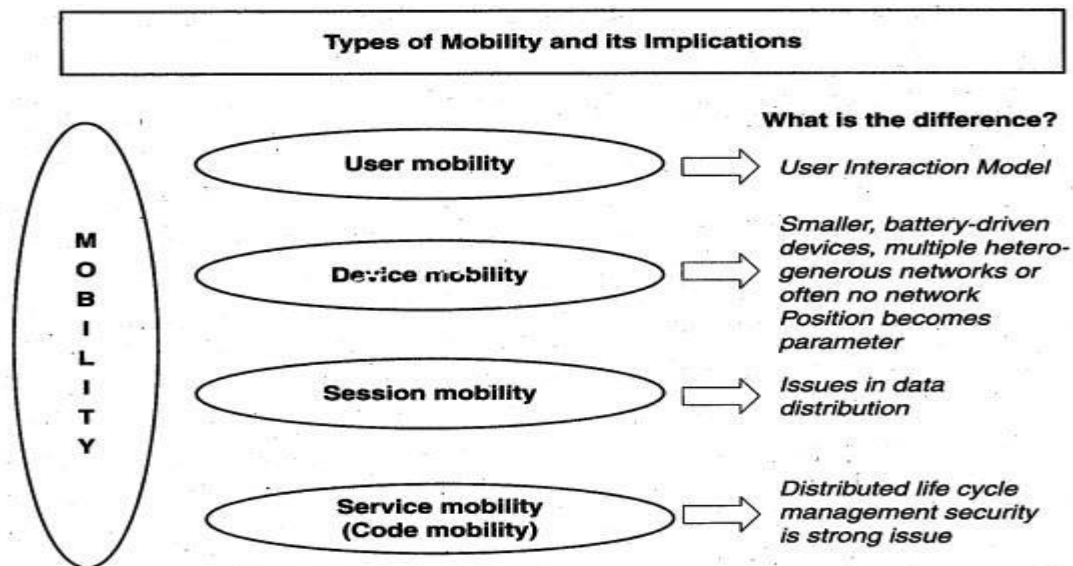 Types of Mobility and its Implications
What is the difference?
MOBILITY
User mobility
User Interaction Model
Device mobility
Smaller, battery-driven
devices, multiple hetero-
generous networks or
often no network
Position becomes
parameter
Session mobility
Issues in data
distribution
Service mobility
(Code mobility)
Distributed life cycle
management security
is strong issue